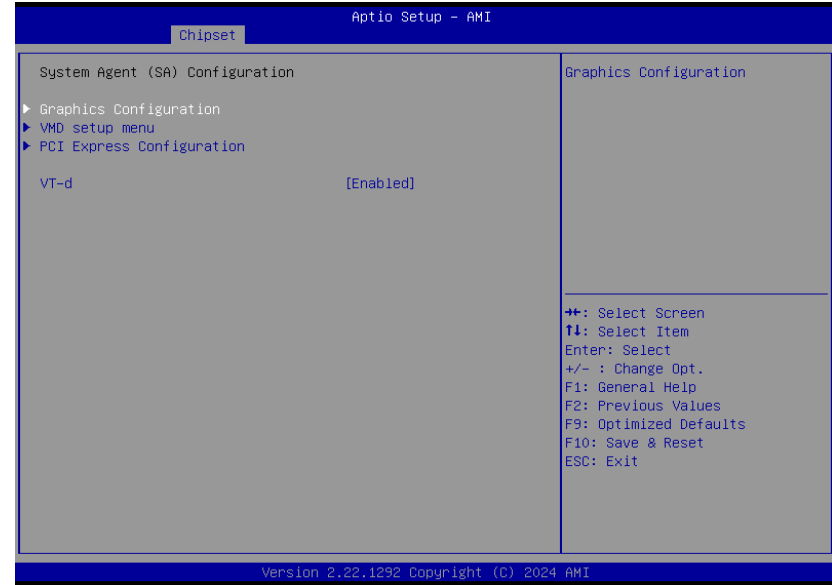 Aptio Setup – AMI
Chipset
System Agent (SA) Configuration
▶ Graphics Configuration
▶ VMD setup menu
▶ PCI Express Configuration
VT-d [Enabled]
Graphics Configuration
→←: Select Screen
↑↓: Select Item
Enter: Select
+/- : Change Opt.
F1: General Help
F2: Previous Values
F9: Optimized Defaults
F10: Save & Reset
ESC: Exit
Version 2.22.1292 Copyright (C) 2024 AMI